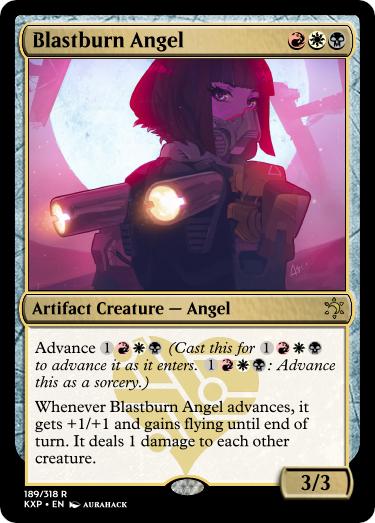 Blastburn Angel
Artifact Creature — Angel
Advance 1 (Cast this for 1
to advance it as it enters. 1 : Advance
this as a sorcery.)
Whenever Blastburn Angel advances, it
gets +1/+1 and gains flying until end of
turn. It deals 1 damage to each other
creature.
3/3
189/318 R
KXP • EN AURAHACK